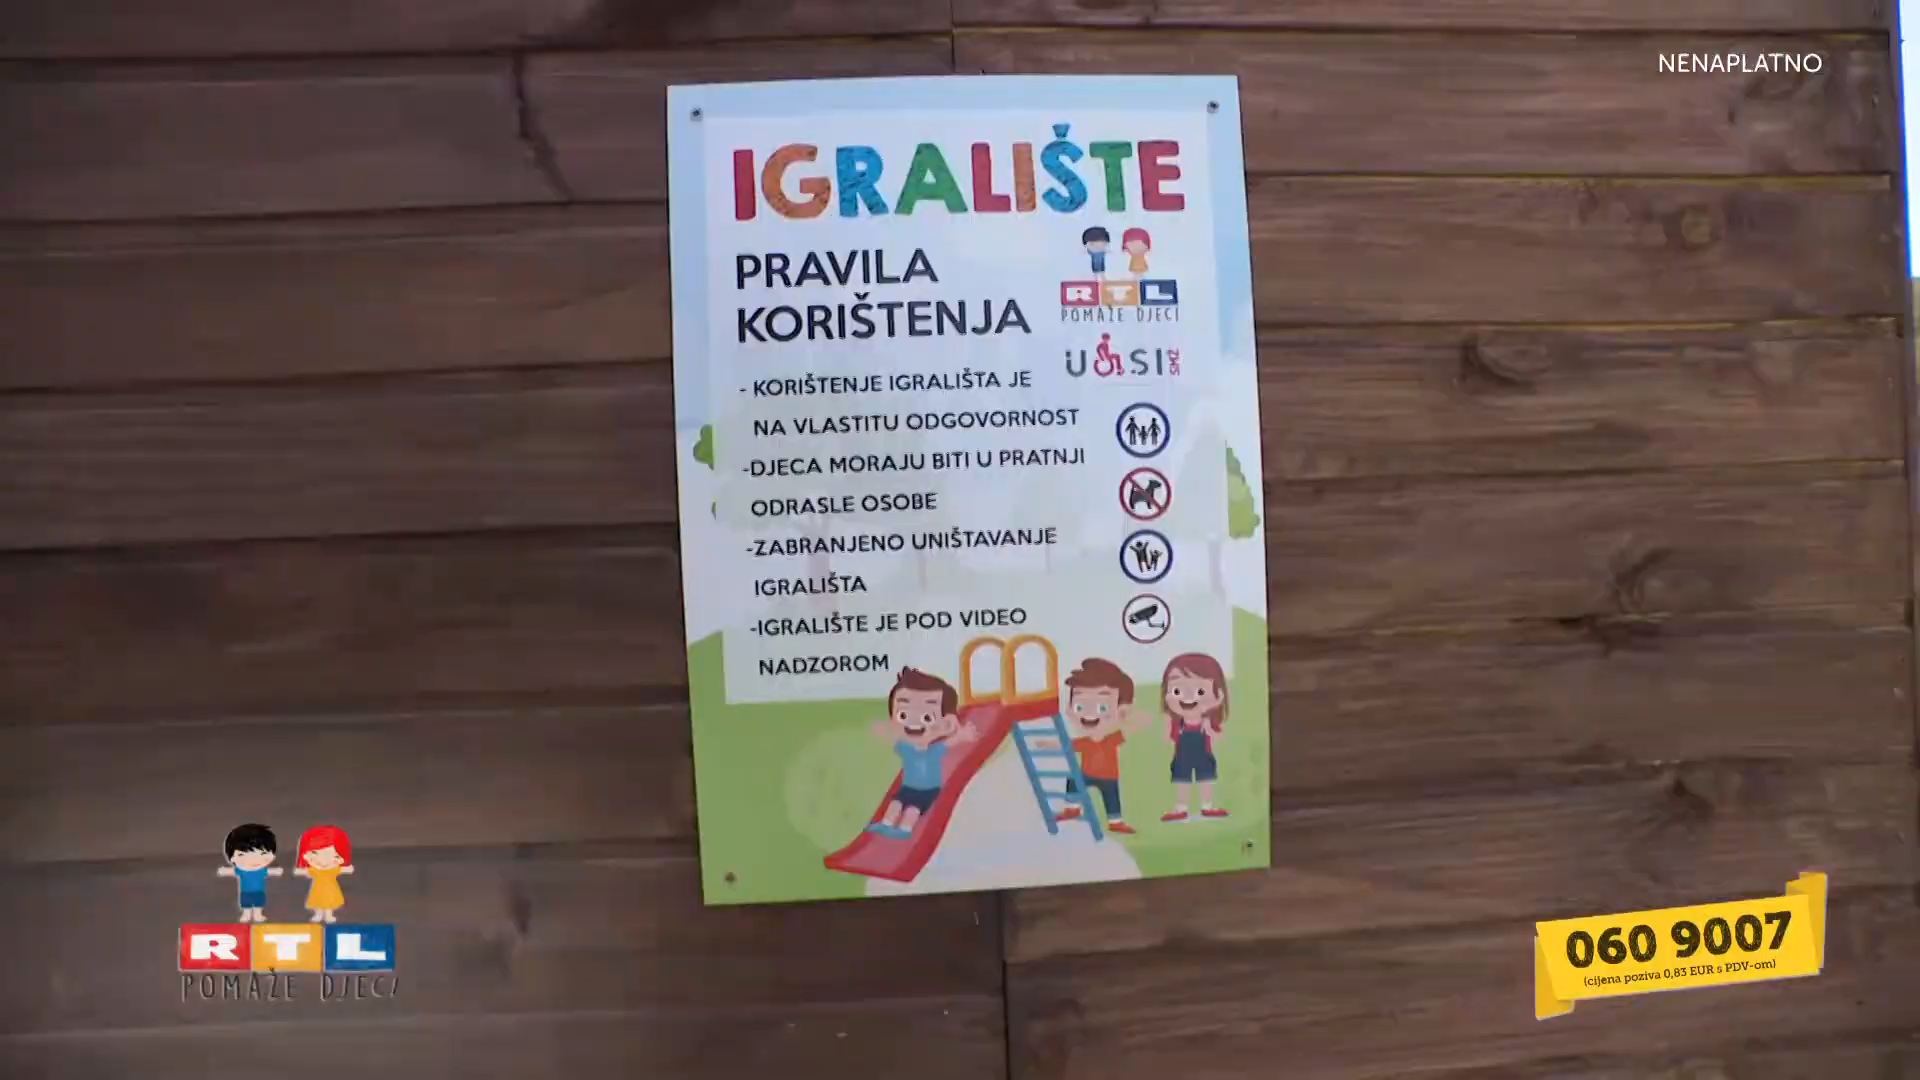 NENAPLATNO
IGRALIŠTE
PRAVILA
KORIŠTENJA
RTL
POMAŽE DJECI
- KORIŠTENJE IGRALIŠTA JE
NA VLASTITU ODGOVORNOST
-DJECA MORAJU BITI U PRATNJI
ODRASLE OSOBE
-ZABRANJENO UNIŠTAVANJE
IGRALIŠTA
-IGRALIŠTE JE POD VIDEO
NADZOROM
RTL
POMAŽE DJECI
060 9007
(cijena poziva 0,83 EUR s PDV-om)